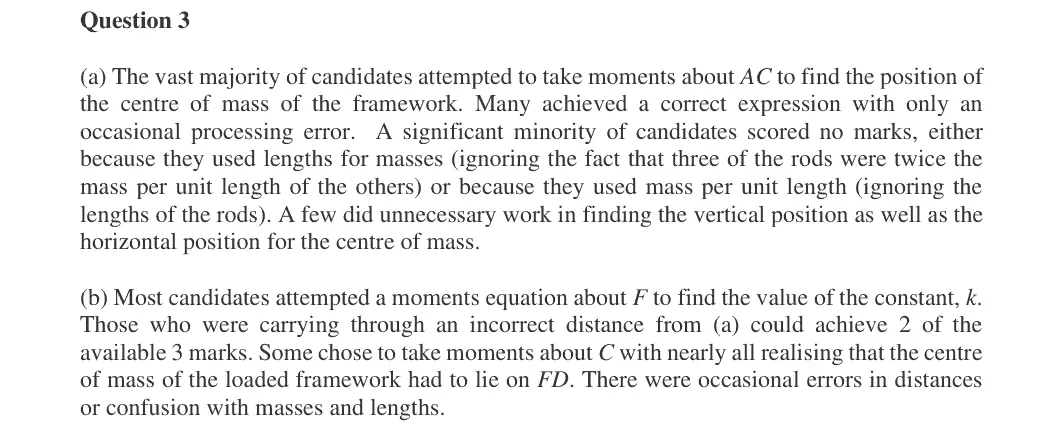 Question 3
(a) The vast majority of candidates attempted to take moments about AC to find the position of
the centre of mass of the framework. Many achieved a correct expression with only an
occasional processing error. A significant minority of candidates scored no marks, either
because they used lengths for masses (ignoring the fact that three of the rods were twice the
mass per unit length of the others) or because they used mass per unit length (ignoring the
lengths of the rods). A few did unnecessary work in finding the vertical position as well as the
horizontal position for the centre of mass.
(b) Most candidates attempted a moments equation about F to find the value of the constant, k.
Those who were carrying through an incorrect distance from (a) could achieve 2 of the
available 3 marks. Some chose to take moments about C with nearly all realising that the centre
of mass of the loaded framework had to lie on FD. There were occasional errors in distances
or confusion with masses and lengths.